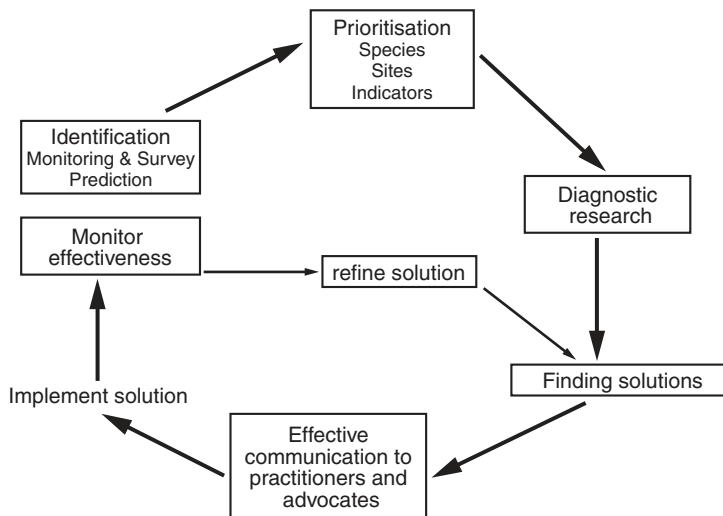 Prioritisation
Species
Sites
Indicators
Identification
Monitoring & Survey
Prediction
Diagnostic
research
Monitor
effectiveness
refine solution
Finding solutions
Implement solution
Effective
communication to
practitioners and
advocates